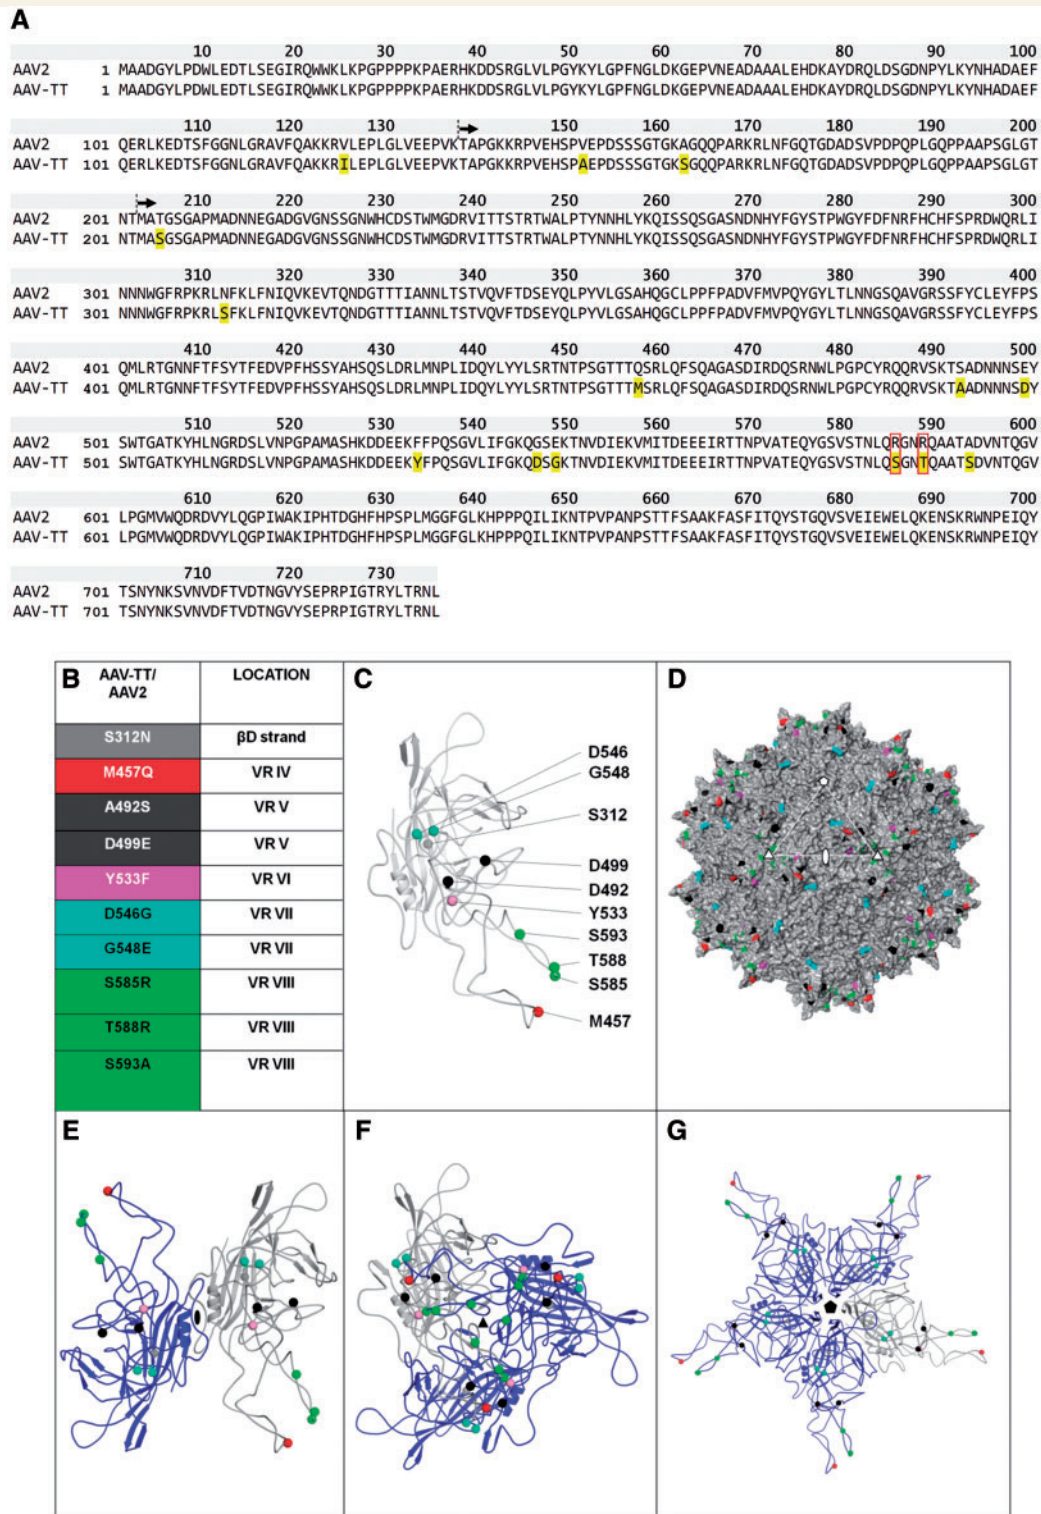 A
10 20 30 40 50 60 70 80 90 100
AAV2 1 MAADGYLPDWLEDTLSEGIRQWWKLKPGPPPPKPAERHKDDSRGLVLPGYKYLGPFNGLDKGEPVNEADAAALEHDKAYDRQLDSGDNPYLKYNHADAEF
AAV-TT 1 MAADGYLPDWLEDTLSEGIRQWWKLKPGPPPPKPAERHKDDSRGLVLPGYKYLGPFNGLDKGEPVNEADAAALEHDKAYDRQLDSGDNPYLKYNHADAEF
110 120 130 140 150 160 170 180 190 200
AAV2 101 QERLKEDTSFGGNLGRAVFQAKKRVLEPLGLVEEPVKTAPGKKRPVEHSPVEPDSSSGTGKAGQQPARKRLNFGQTGDADSVPDPQPLGQPPAAPSGLGT
AAV-TT 101 QERLKEDTSFGGNLGRAVFQAKKRILEPLGLVEEPVKTAPGKKRPVEHSPAEPDSSSGTGKSGQQPARKRLNFGQTGDADSVPDPQPLGQPPAAPSGLGT
210 220 230 240 250 260 270 280 290 300
AAV2 201 NTMATGSGAPMADNNEGADGVGNSSGNWHCDSTWMGDRVITTSTRTWALPTYNNHLYKQISSQSGASNDNHYFGYSTPWGYFDFNRFHCHFSPRDWQRLI
AAV-TT 201 NTMASGSGAPMADNNEGADGVGNSSGNWHCDSTWMGDRVITTSTRTWALPTYNNHLYKQISSQSGASNDNHYFGYSTPWGYFDFNRFHCHFSPRDWQRLI
310 320 330 340 350 360 370 380 390 400
AAV2 301 NNNWGFRPKRLNFKLFNIQVKEVTQNDGTTTIANNLTSTVQVFTDSEYQLPYVLGSAHQGCLPPFPADVFMVPQYGYLTLNNGSQAVGRSSFYCLEYFPS
AAV-TT 301 NNNWGFRPKRLSFKLFNIQVKEVTQNDGTTTIANNLTSTVQVFTDSEYQLPYVLGSAHQGCLPPFPADVFMVPQYGYLTLNNGSQAVGRSSFYCLEYFPS
410 420 430 440 450 460 470 480 490 500
AAV2 401 QMLRTGNNFTFSYTFEDVPFHSSYAHSQSLDRLMNPLIDQYLYYLSRTNTPSGTTTQSRLQFSQAGASDIRDQSRNWLPGPCYRQQRVSKTSADNNNSEY
AAV-TT 401 QMLRTGNNFTFSYTFEDVPFHSSYAHSQSLDRLMNPLIDQYLYYLSRTNTPSGTTTMSRLQFSQAGASDIRDQSRNWLPGPCYRQQRVSKTAADNNNSDY
510 520 530 540 550 560 570 580 590 600
AAV2 501 SWTGATKYHLNGRDSLVNPGPAMASHKDDEEKFFPQSGVLIFGKQGSEKTNVDIEKVMITDEEEIRTTNPVATEQYGSVSTNLQRGNRQAATADVNTQGV
AAV-TT 501 SWTGATKYHLNGRDSLVNPGPAMASHKDDEEKYFPQSGVLIFGKQDSGKTNVDIEKVMITDEEEIRTTNPVATEQYGSVSTNLQSGNTQAATSDVNTQGV
610 620 630 640 650 660 670 680 690 700
AAV2 601 LPGMVWQDRDVYLQGPIWAKIPHTDGHFHPSPLMGGFGLKHPPPQILIKNTPVPANPSTTFSAAKFASFITQYSTGQVSVEIEWELQKENSKRWNPEIQY
AAV-TT 601 LPGMVWQDRDVYLQGPIWAKIPHTDGHFHPSPLMGGFGLKHPPPQILIKNTPVPANPSTTFSAAKFASFITQYSTGQVSVEIEWELQKENSKRWNPEIQY
710 720 730
AAV2 701 TSNYNKSVNVDFTVDTNGVYSEPRPIGTRYLTRNL
AAV-TT 701 TSNYNKSVNVDFTVDTNGVYSEPRPIGTRYLTRNL
B AAV-TT/ AAV2 LOCATION
S312N βD strand
M457Q VR IV
A492S VR V
D499E VR V
Y533F VR VI
D546G VR VII
G548E VR VII
S585R VR VIII
T588R VR VIII
S593A VR VIII
C
D546
G548
S312
D499
D492
Y533
S593
T588
S585
M457
D
E
F
G